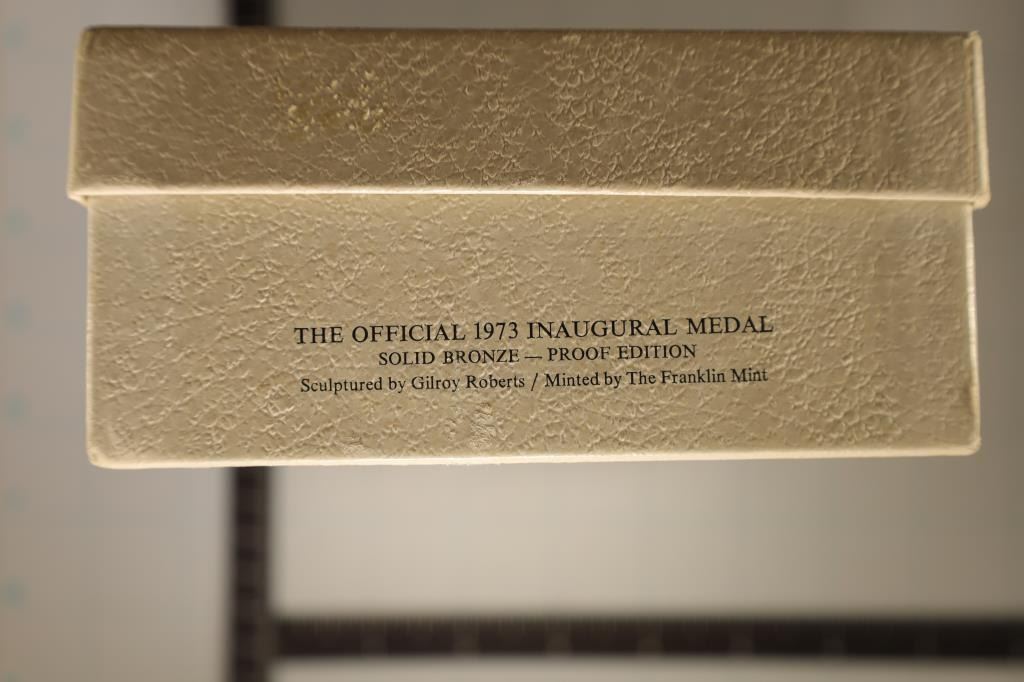 THE OFFICIAL 1973 INAUGURAL MEDAL
SOLID BRONZE — PROOF EDITION
Sculptured by Gilroy Roberts / Minted by The Franklin Mint